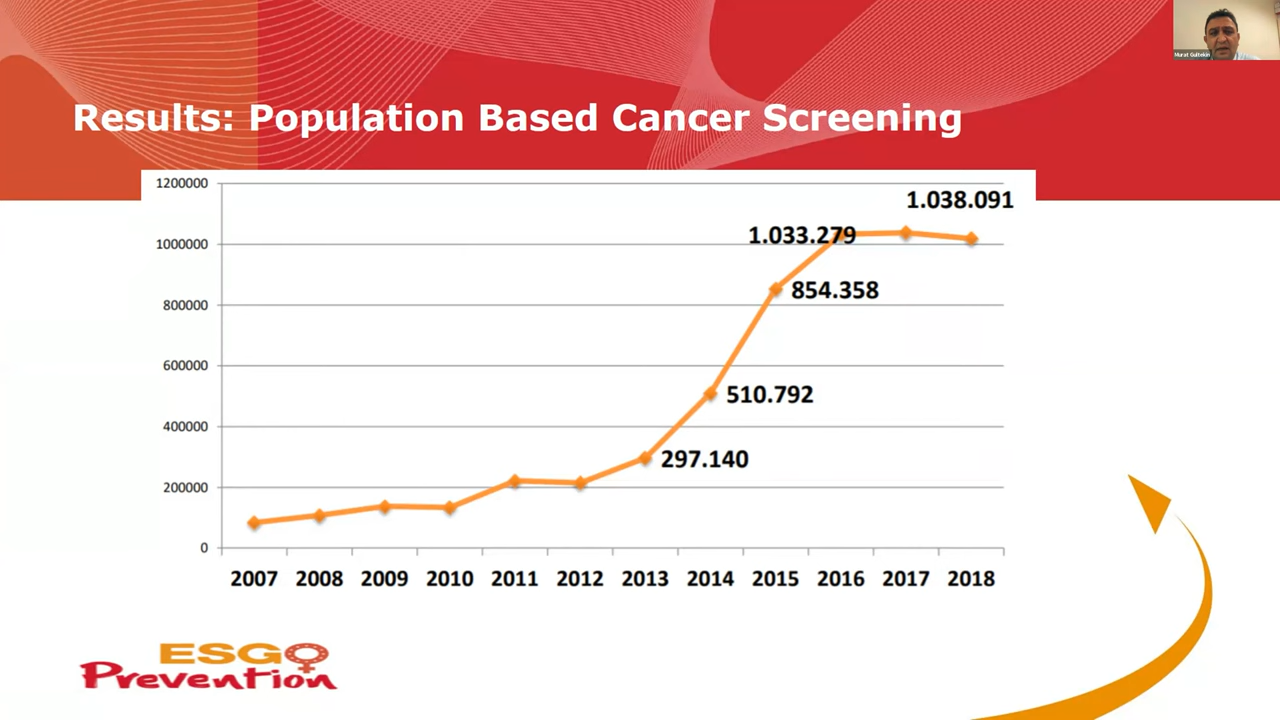 Murat Gultekin
Results: Population Based Cancer Screening
1200000
1000000
800000
600000
400000
200000
0
1.038.091
1.033.279
854.358
510.792
297.140
2007 2008 2009 2010 2011 2012 2013 2014 2015 2016 2017 2018
ESGO
Prevention